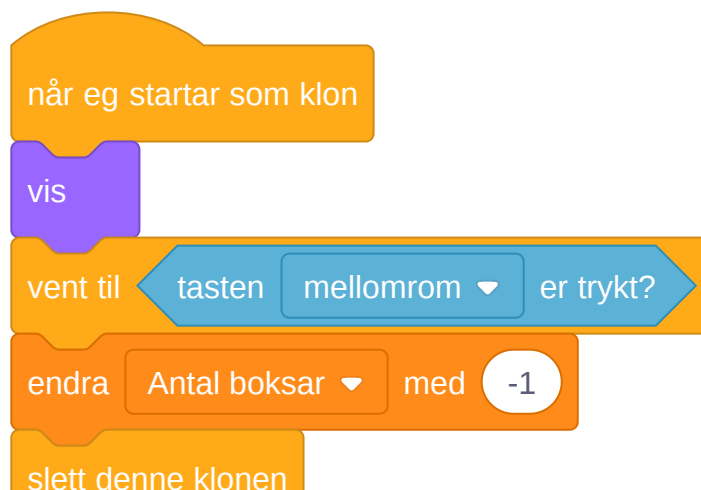 når eg startar som klon
vis
vent til tasten mellomrom er trykt?
endra Antal boksar med -1
slett denne klonen